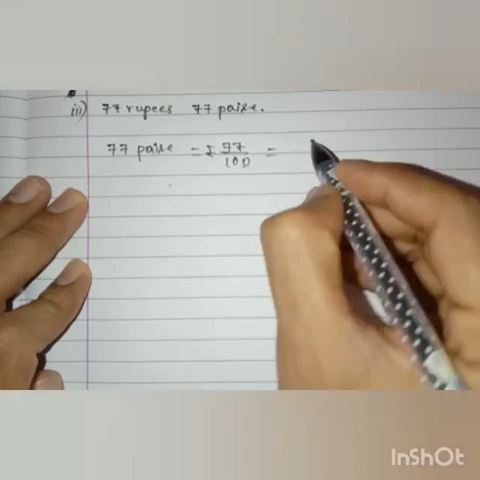 iii) 77 rupees 77 paise.
77 paise = ₹ 77/100 =
InShOt